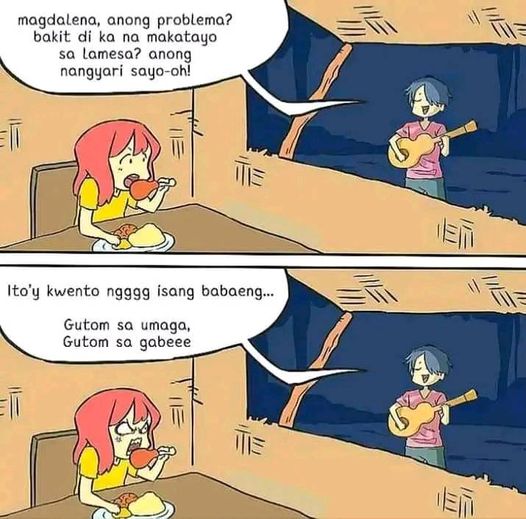 magdalena, anong problema?
bakit di ka na makatayo
sa lamesa? anong
nangyari sayo-oh!
Ito'y kwento ngggg isang babaeng...
Gutom sa umaga,
Gutom sa gabeee